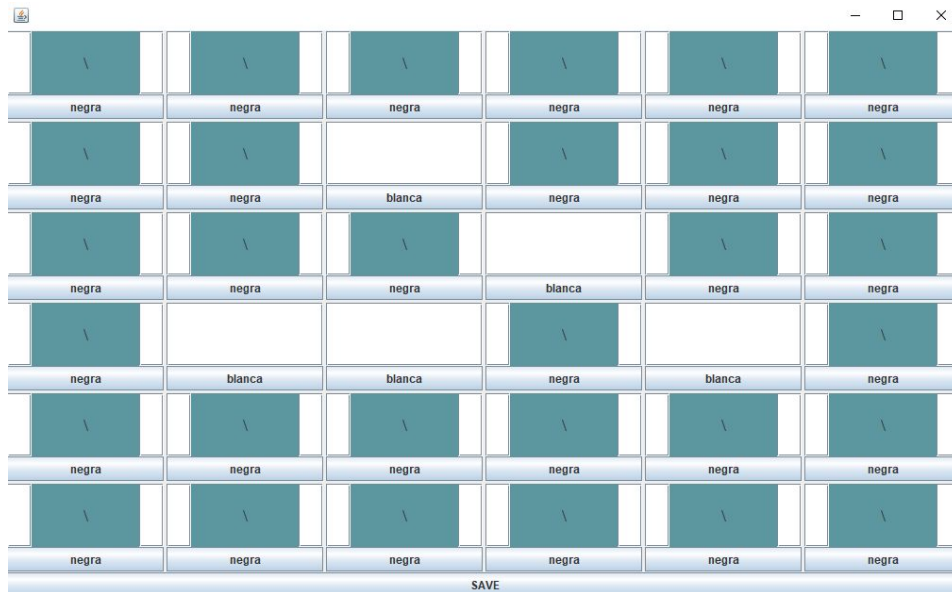 \ \ \ \ \ \
negra negra negra negra negra negra
\ \ \ \ \
negra negra blanca negra negra negra
\ \ \ \ \
negra negra negra blanca negra negra
\ \ \
negra blanca blanca negra blanca negra
\ \ \ \ \ \
negra negra negra negra negra negra
\ \ \ \ \ \
negra negra negra negra negra negra
SAVE